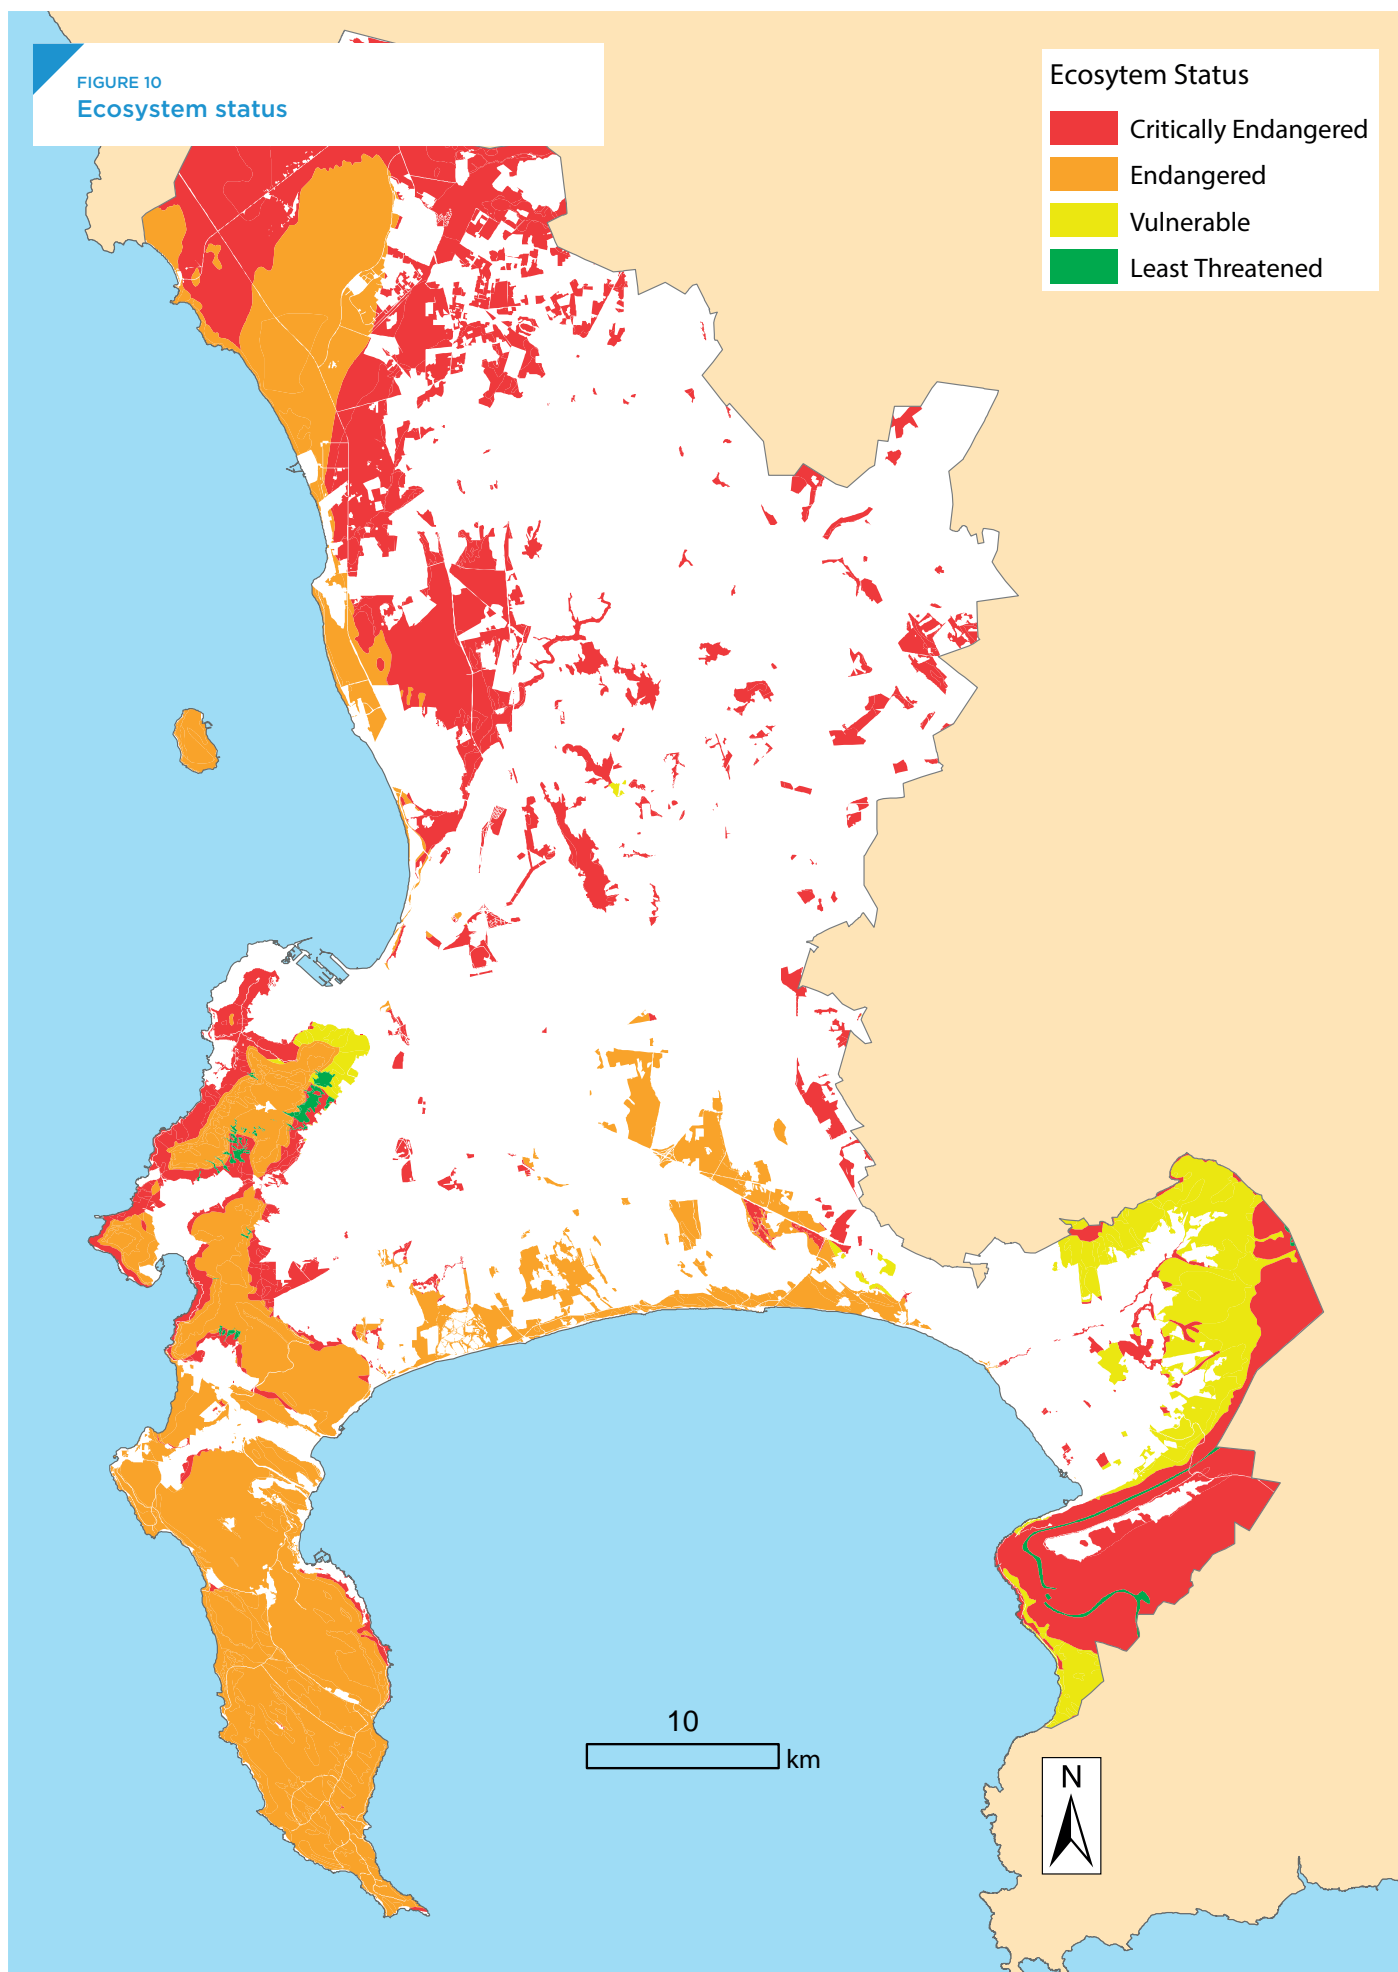 FIGURE 10
Ecosystem status
Ecosytem Status
Critically Endangered
Endangered
Vulnerable
Least Threatened
10
km
N